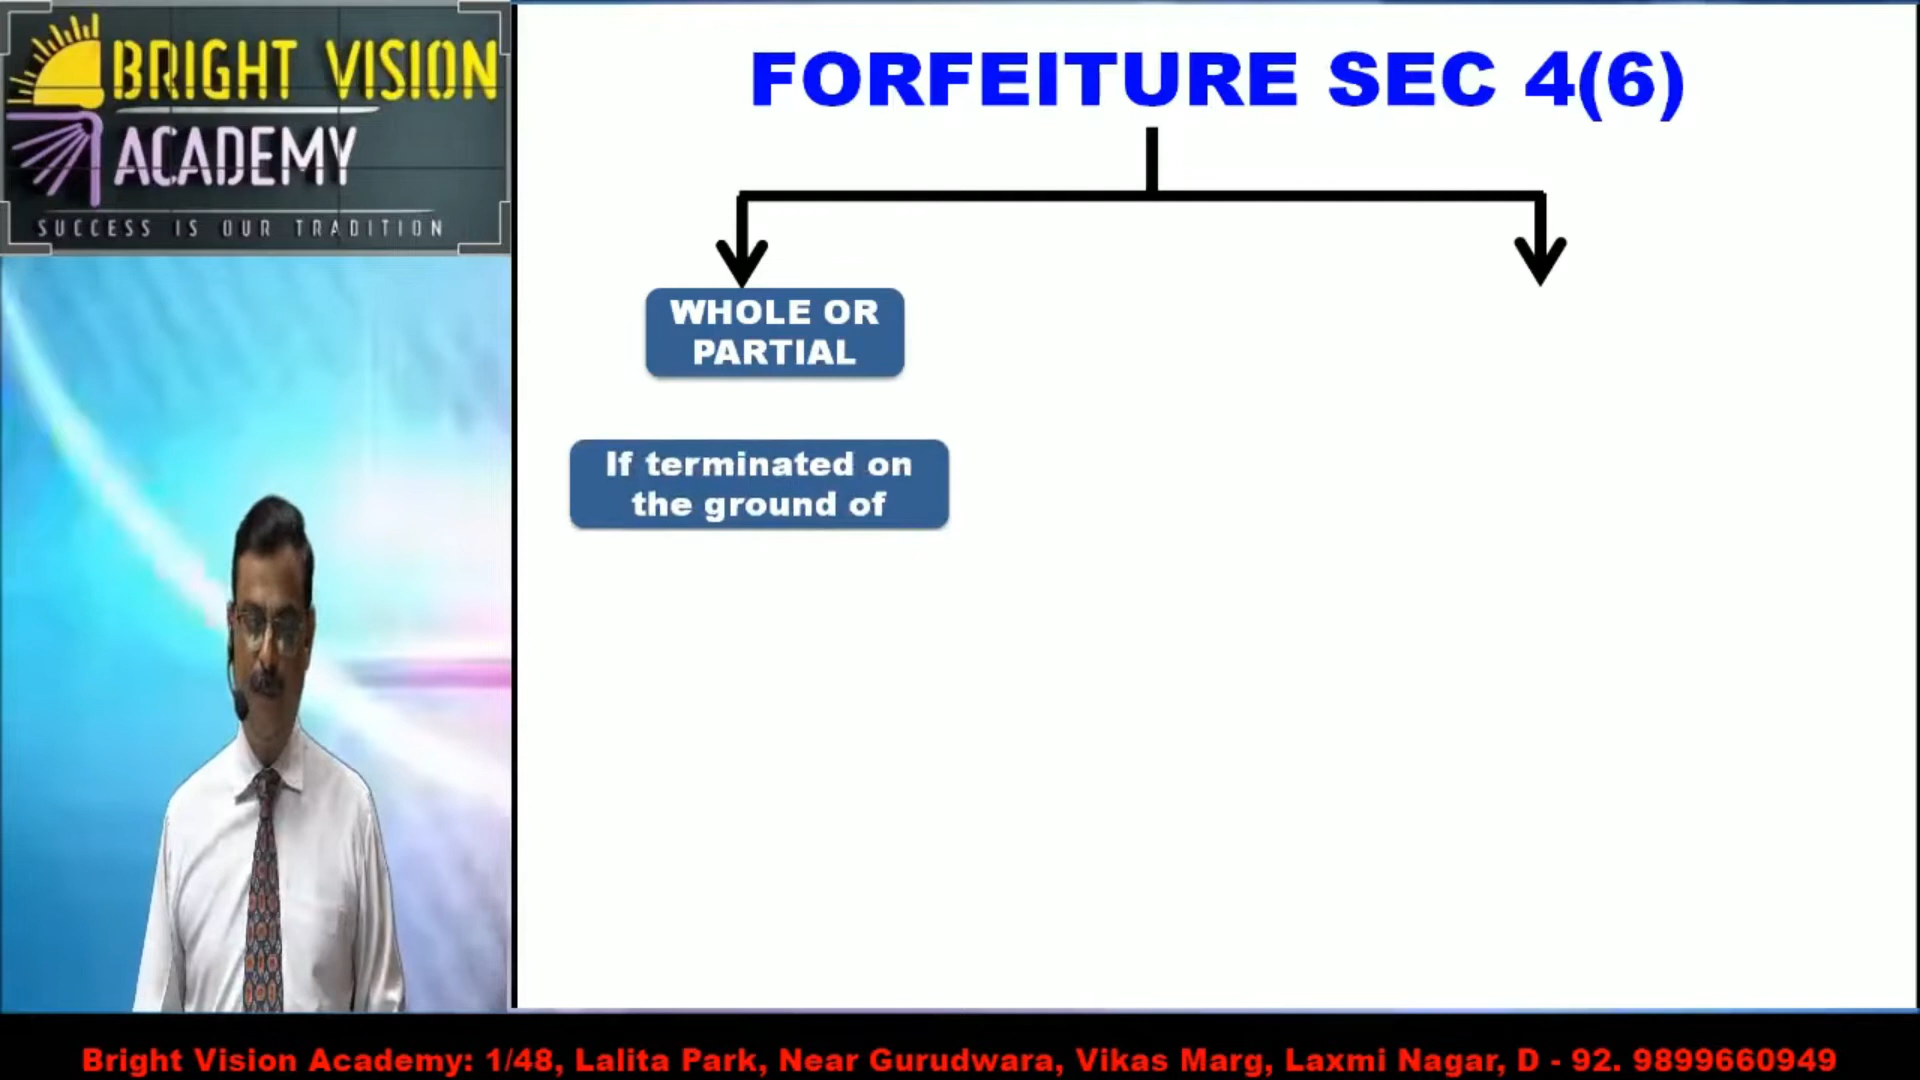 BRIGHT VISION
ACADEMY
SUCCESS IS OUR TRADITION
FORFEITURE SEC 4(6)
WHOLE OR
PARTIAL
If terminated on
the ground of
Bright Vision Academy: 1/48, Lalita Park, Near Gurudwara, Vikas Marg, Laxmi Nagar, D - 92. 9899660949